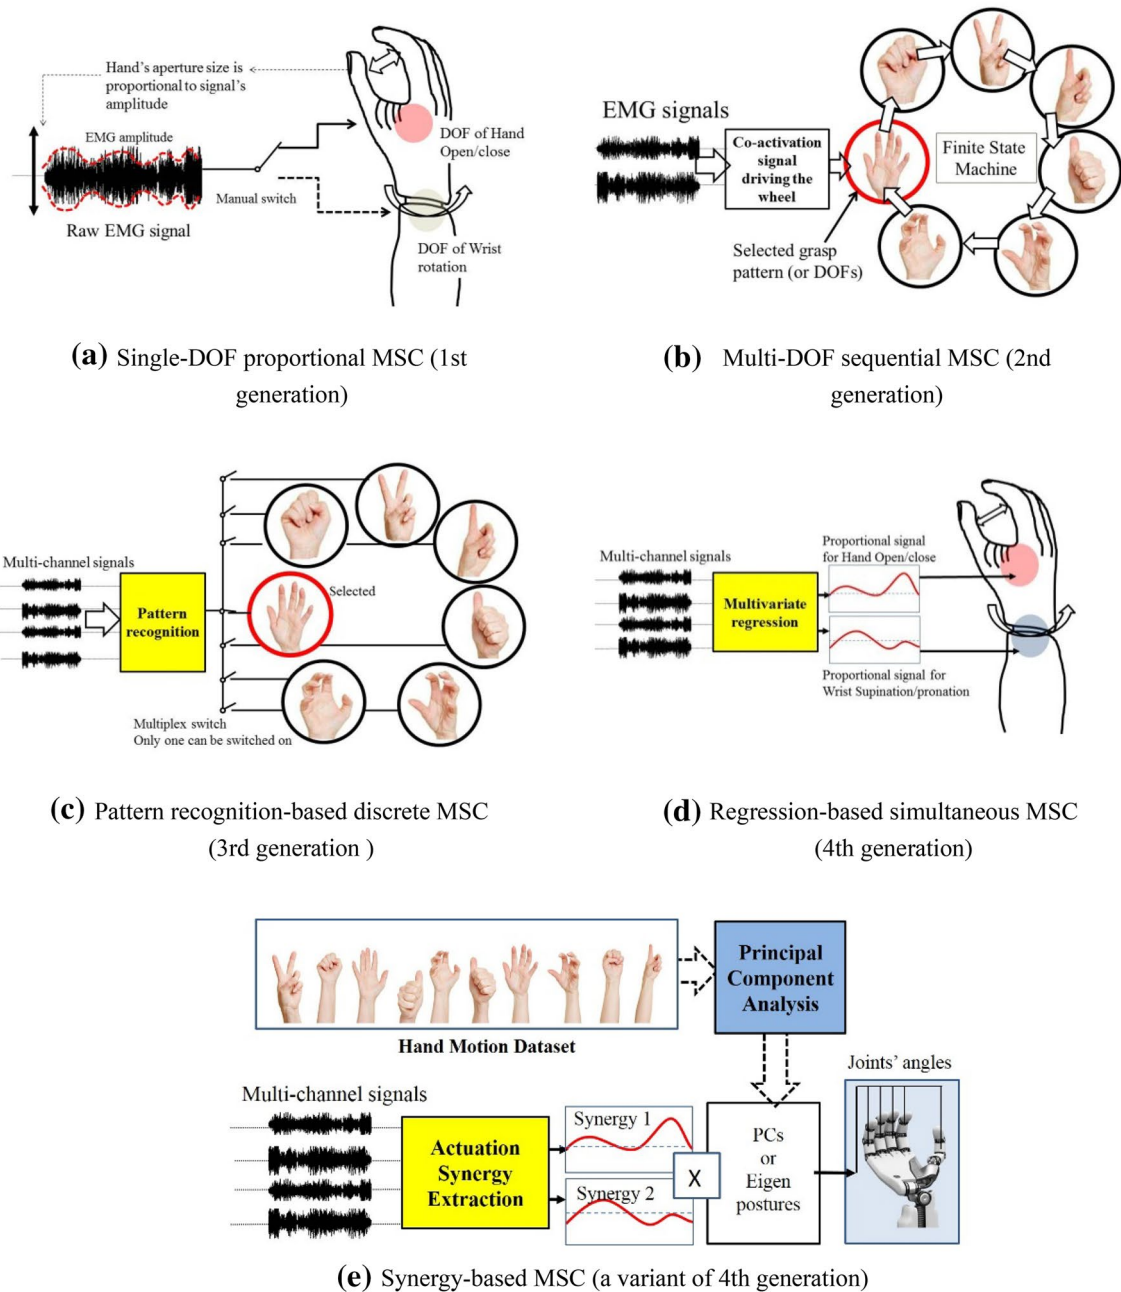 Hand's aperture size is
proportional to signal's
amplitude
EMG amplitude
DOF of Hand
Open/close
Manual switch
Raw EMG signal
DOF of Wrist
rotation
(a) Single-DOF proportional MSC (1st
generation)
EMG signals
Co-activation
signal
driving the
wheel
Finite State
Machine
Selected grasp
pattern (or DOFs)
(b) Multi-DOF sequential MSC (2nd
generation)
Multi-channel signals
Pattern
recognition
Selected
Multiplex switch
Only one can be switched on
(c) Pattern recognition-based discrete MSC
(3rd generation )
Multi-channel signals
Multivariate
regression
Proportional signal
for Hand Open/close
Proportional signal for
Wrist Supination/pronation
(d) Regression-based simultaneous MSC
(4th generation)
Hand Motion Dataset
Principal
Component
Analysis
Multi-channel signals
Actuation
Synergy
Extraction
Synergy 1
Synergy 2
X
PCs
or
Eigen
postures
Joints' angles
(e) Synergy-based MSC (a variant of 4th generation)